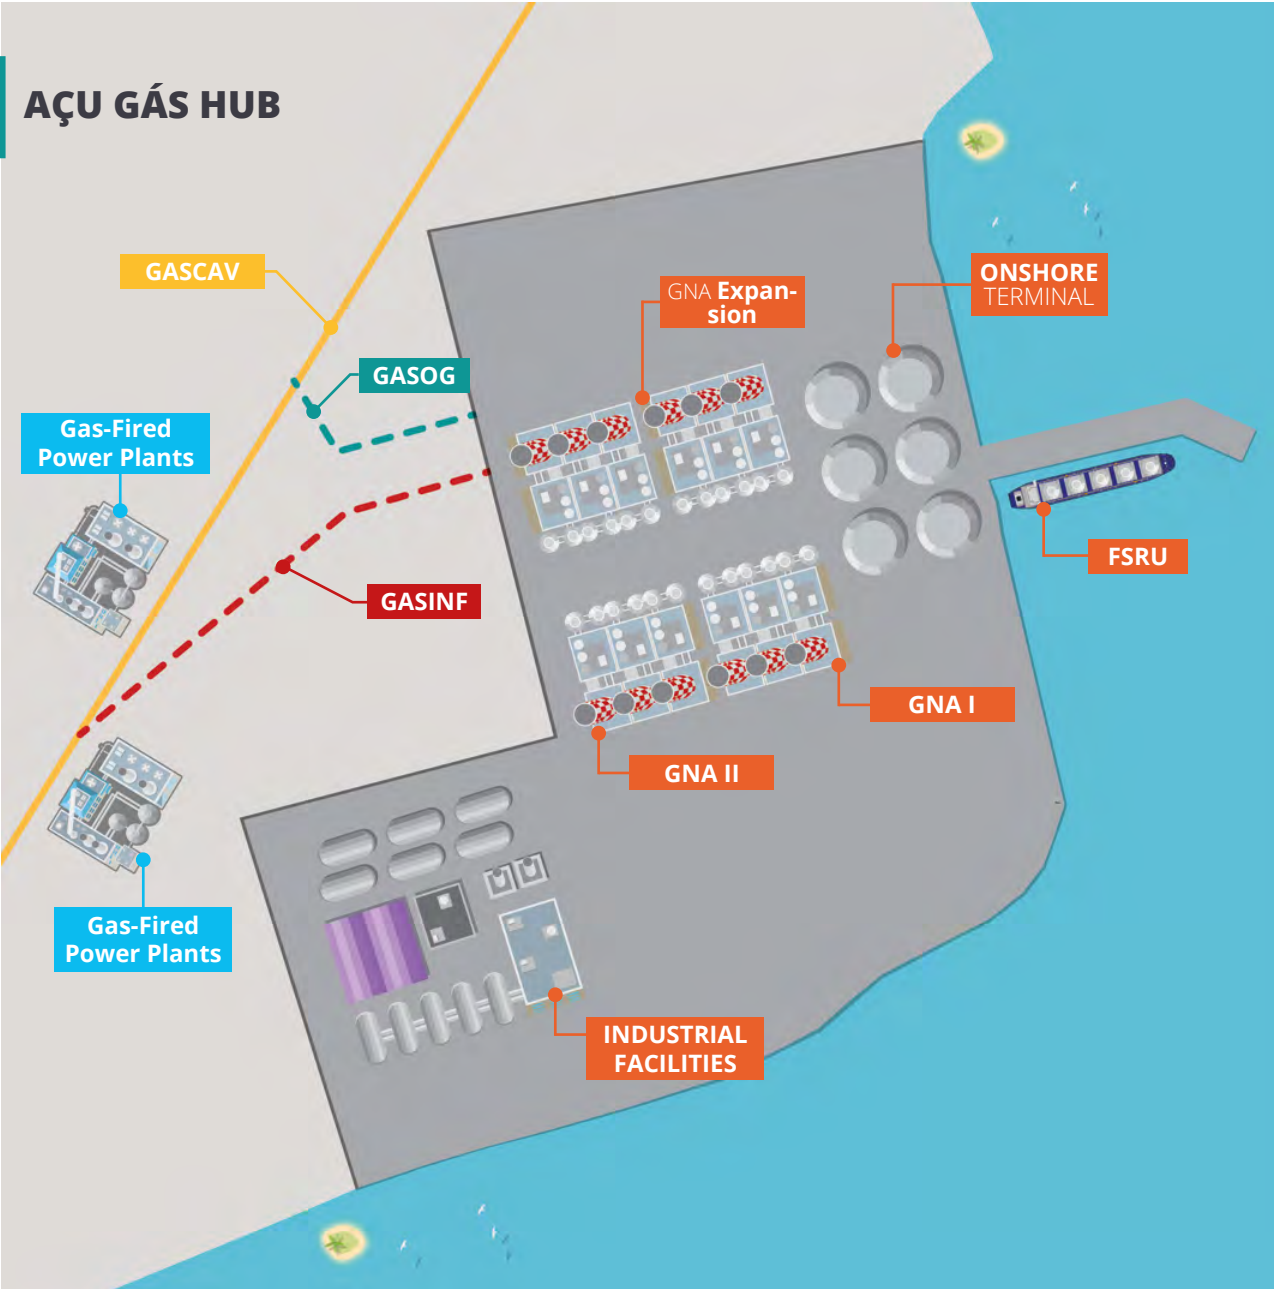 AÇU GÁS HUB
GASCAV
GNA Expan-
sion
ONSHORE
TERMINAL
GASOG
Gas-Fired
Power Plants
FSRU
GASINF
GNA I
GNA II
Gas-Fired
Power Plants
INDUSTRIAL
FACILITIES